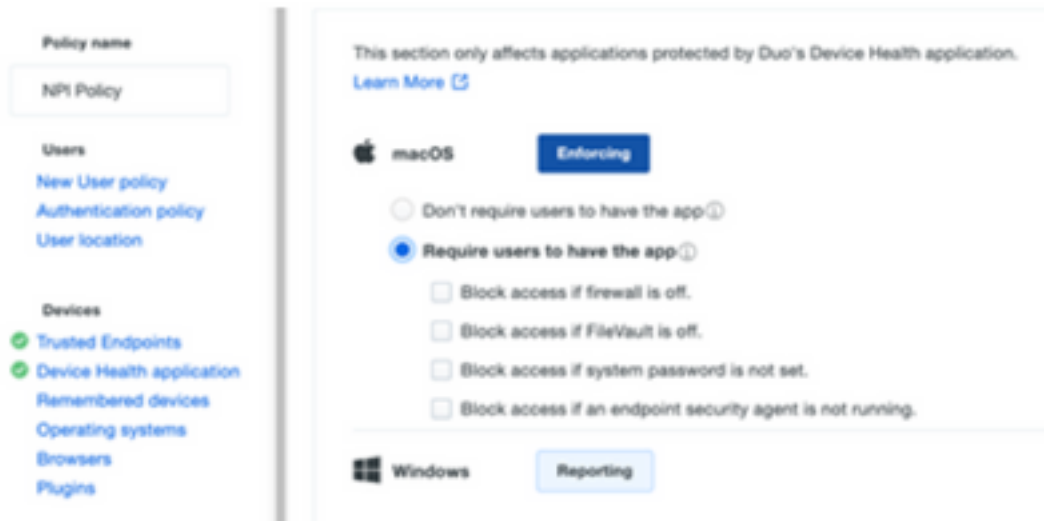 Policy name
NPI Policy
Users
New User policy
Authentication policy
User location
Devices
Trusted Endpoints
Device Health application
Remembered devices
Operating systems
Browsers
Plugins
This section only affects applications protected by Duo's Device Health application.
Learn More
macOS
Enforcing
Don't require users to have the app
Require users to have the app
Block access if firewall is off.
Block access if FileVault is off.
Block access if system password is not set.
Block access if an endpoint security agent is not running.
Windows
Reporting